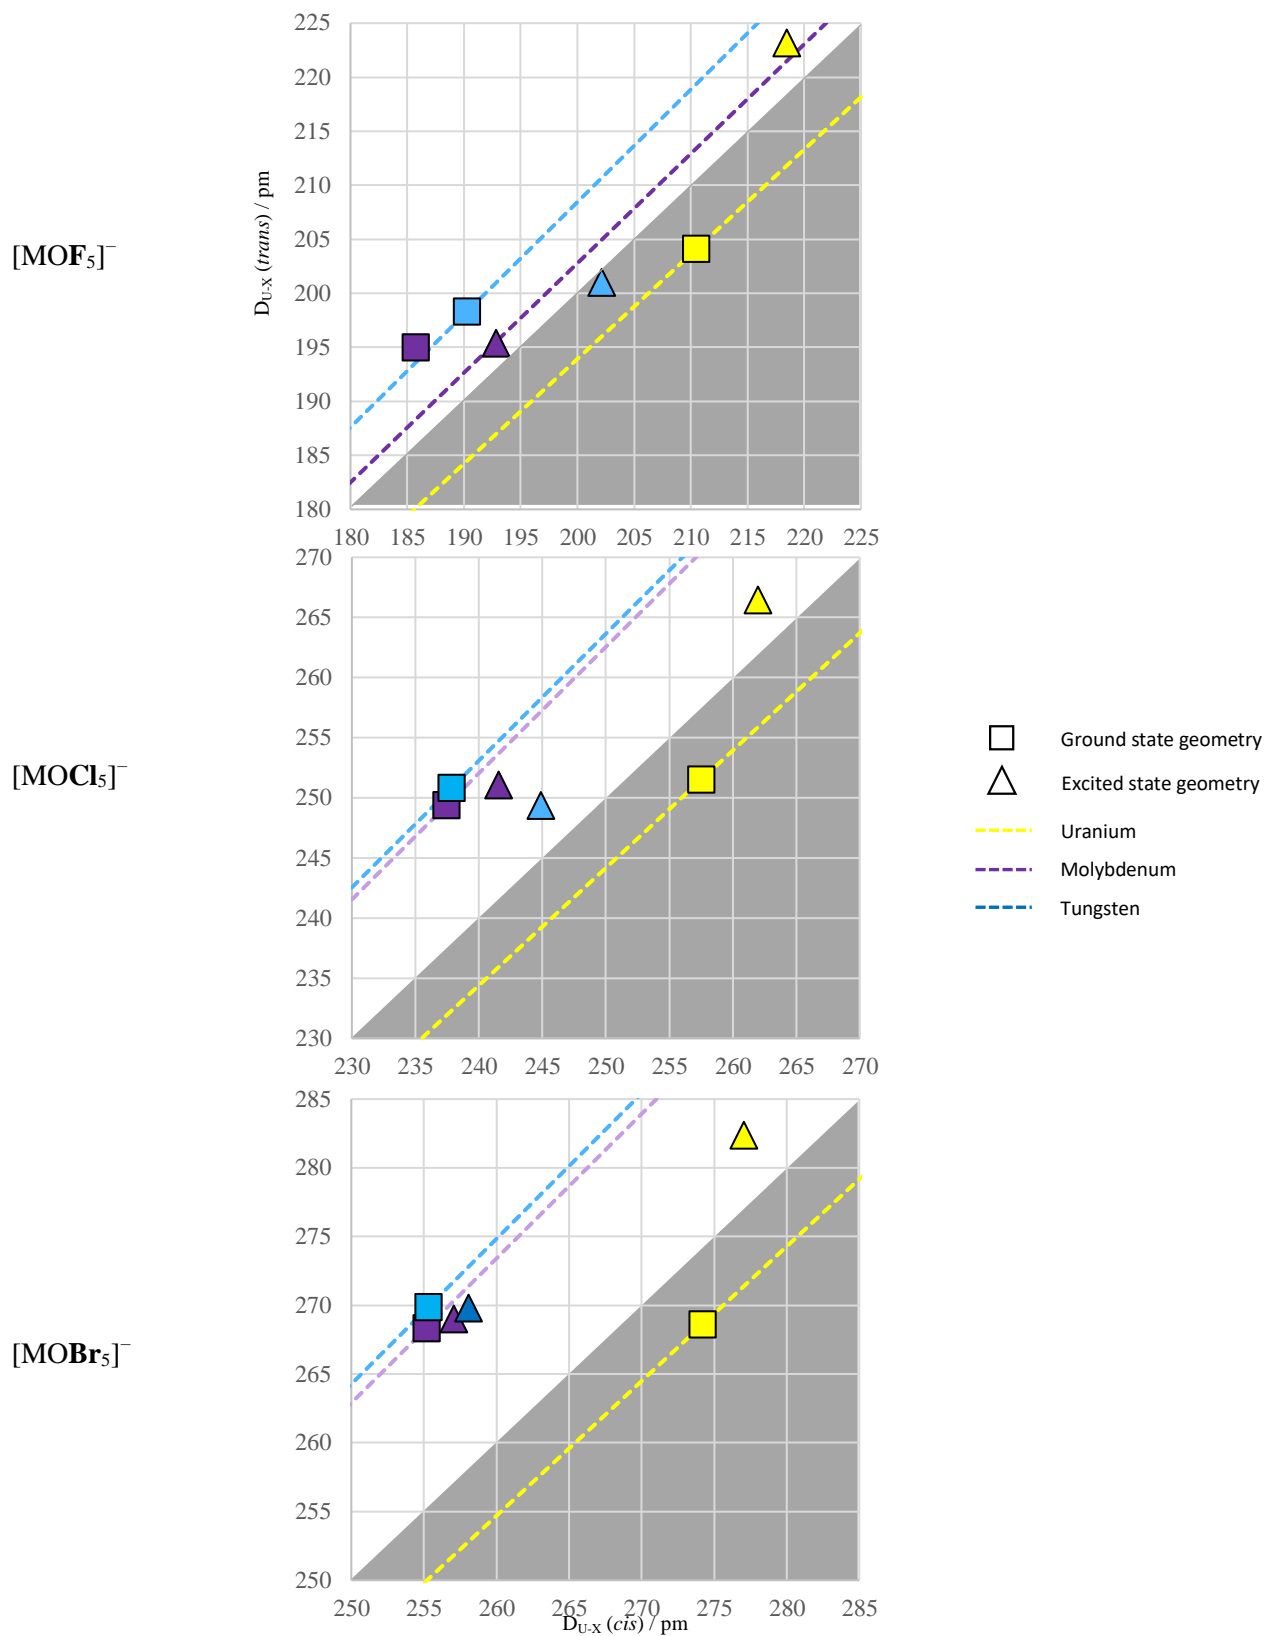 225
220
215
210
205
200
195
190
185
180
D_U-X (trans) / pm
[MOF₅]⁻
180 185 190 195 200 205 210 215 220 225
270
265
260
255
250
245
240
235
230
[MOCl₅]⁻
230 235 240 245 250 255 260 265 270
Ground state geometry
Excited state geometry
Uranium
Molybdenum
Tungsten
285
280
275
270
265
260
255
250
[MOBr₅]⁻
250 255 260 265 270 275 280 285
D_U-X (cis) / pm